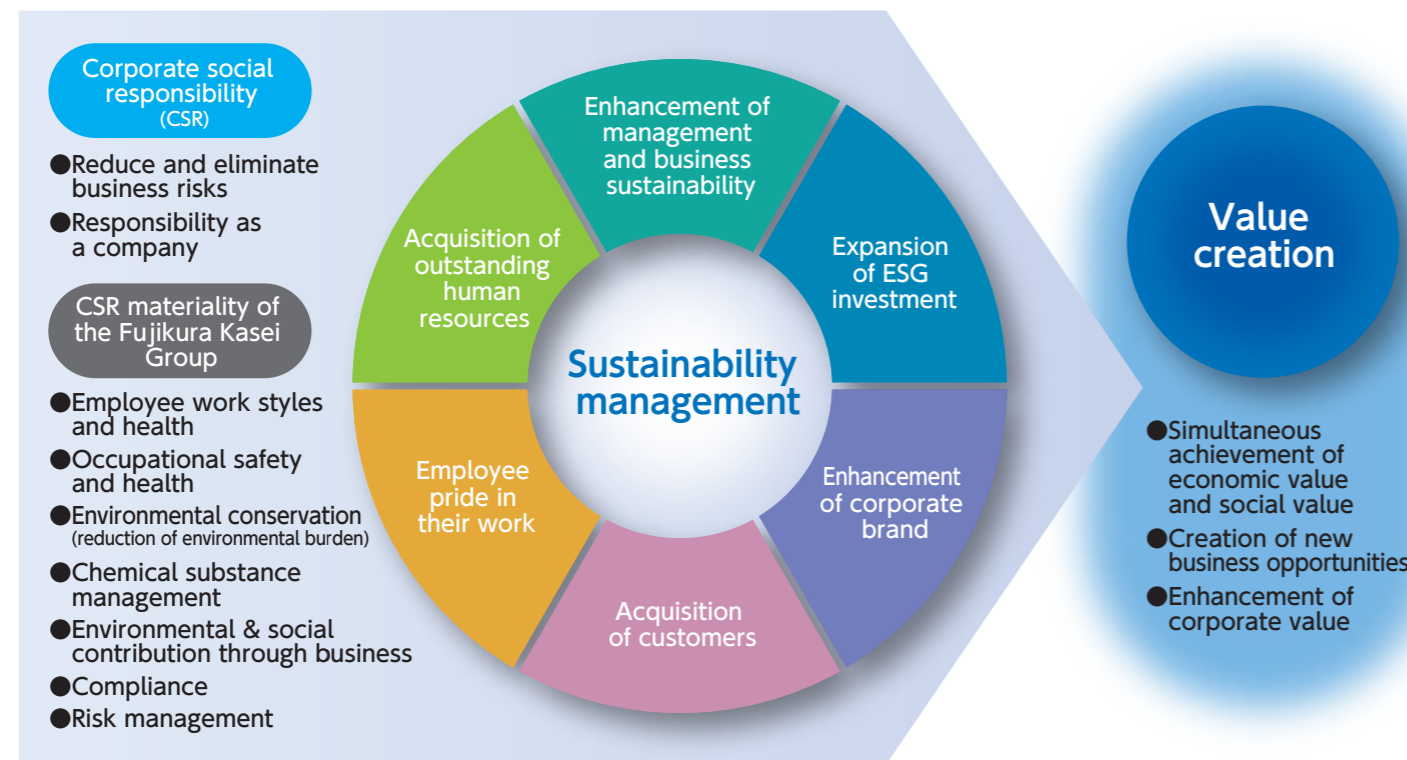 Corporate social
responsibility
(CSR)
●Reduce and eliminate
business risks
●Responsibility as
a company
CSR materiality of
the Fujikura Kasei
Group
●Employee work styles
and health
●Occupational safety
and health
●Environmental conservation
(reduction of environmental burden)
●Chemical substance
management
●Environmental & social
contribution through business
●Compliance
●Risk management
Sustainability
management
Enhancement of
management
and business
sustainability
Expansion
of ESG
investment
Enhancement
of corporate
brand
Acquisition
of customers
Employee
pride in
their work
Acquisition of
outstanding
human
resources
Value
creation
●Simultaneous
achievement of
economic value
and social value
●Creation of new
business opportunities
●Enhancement of
corporate value